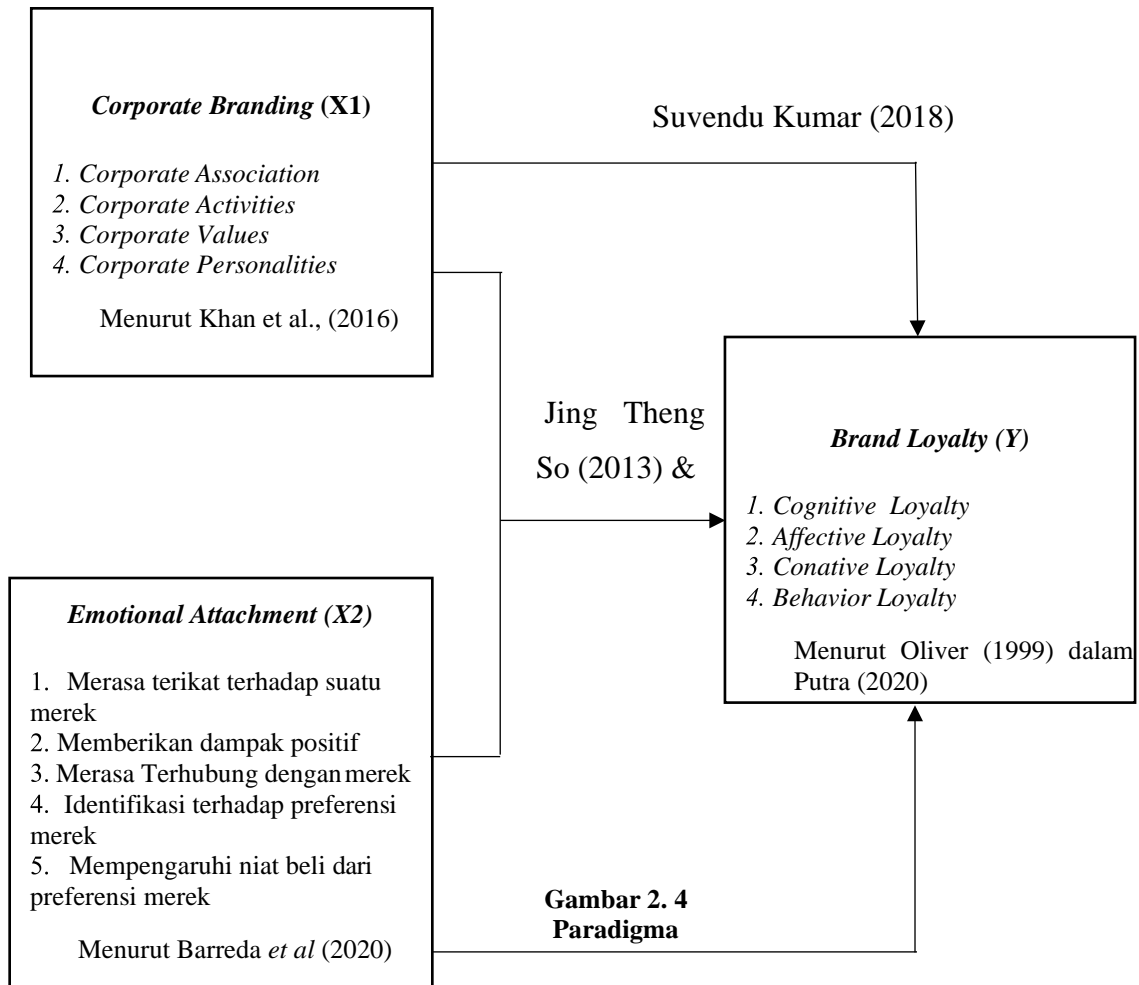 Corporate Branding (X1)
1. Corporate Association
2. Corporate Activities
3. Corporate Values
4. Corporate Personalities
Menurut Khan et al., (2016)
Suvendu Kumar (2018)
Jing Theng
So (2013) &
Brand Loyalty (Y)
1. Cognitive Loyalty
2. Affective Loyalty
3. Conative Loyalty
4. Behavior Loyalty
Menurut Oliver (1999) dalam
Putra (2020)
Emotional Attachment (X2)
1. Merasa terikat terhadap suatu
merek
2. Memberikan dampak positif
3. Merasa Terhubung dengan merek
4. Identifikasi terhadap preferensi
merek
5. Mempengaruhi niat beli dari
preferensi merek
Menurut Barreda et al (2020)
Gambar 2. 4
Paradigma